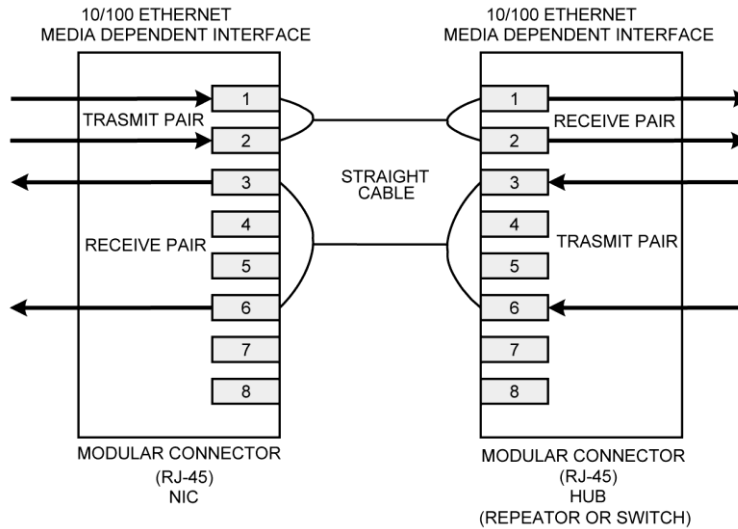 10/100 ETHERNET
MEDIA DEPENDENT INTERFACE
1
TRASMIT PAIR
2
3
4
RECEIVE PAIR
5
6
7
8
MODULAR CONNECTOR
(RJ-45)
NIC
STRAIGHT
CABLE
10/100 ETHERNET
MEDIA DEPENDENT INTERFACE
1
RECEIVE PAIR
2
3
4
TRASMIT PAIR
5
6
7
8
MODULAR CONNECTOR
(RJ-45)
HUB
(REPEATOR OR SWITCH)